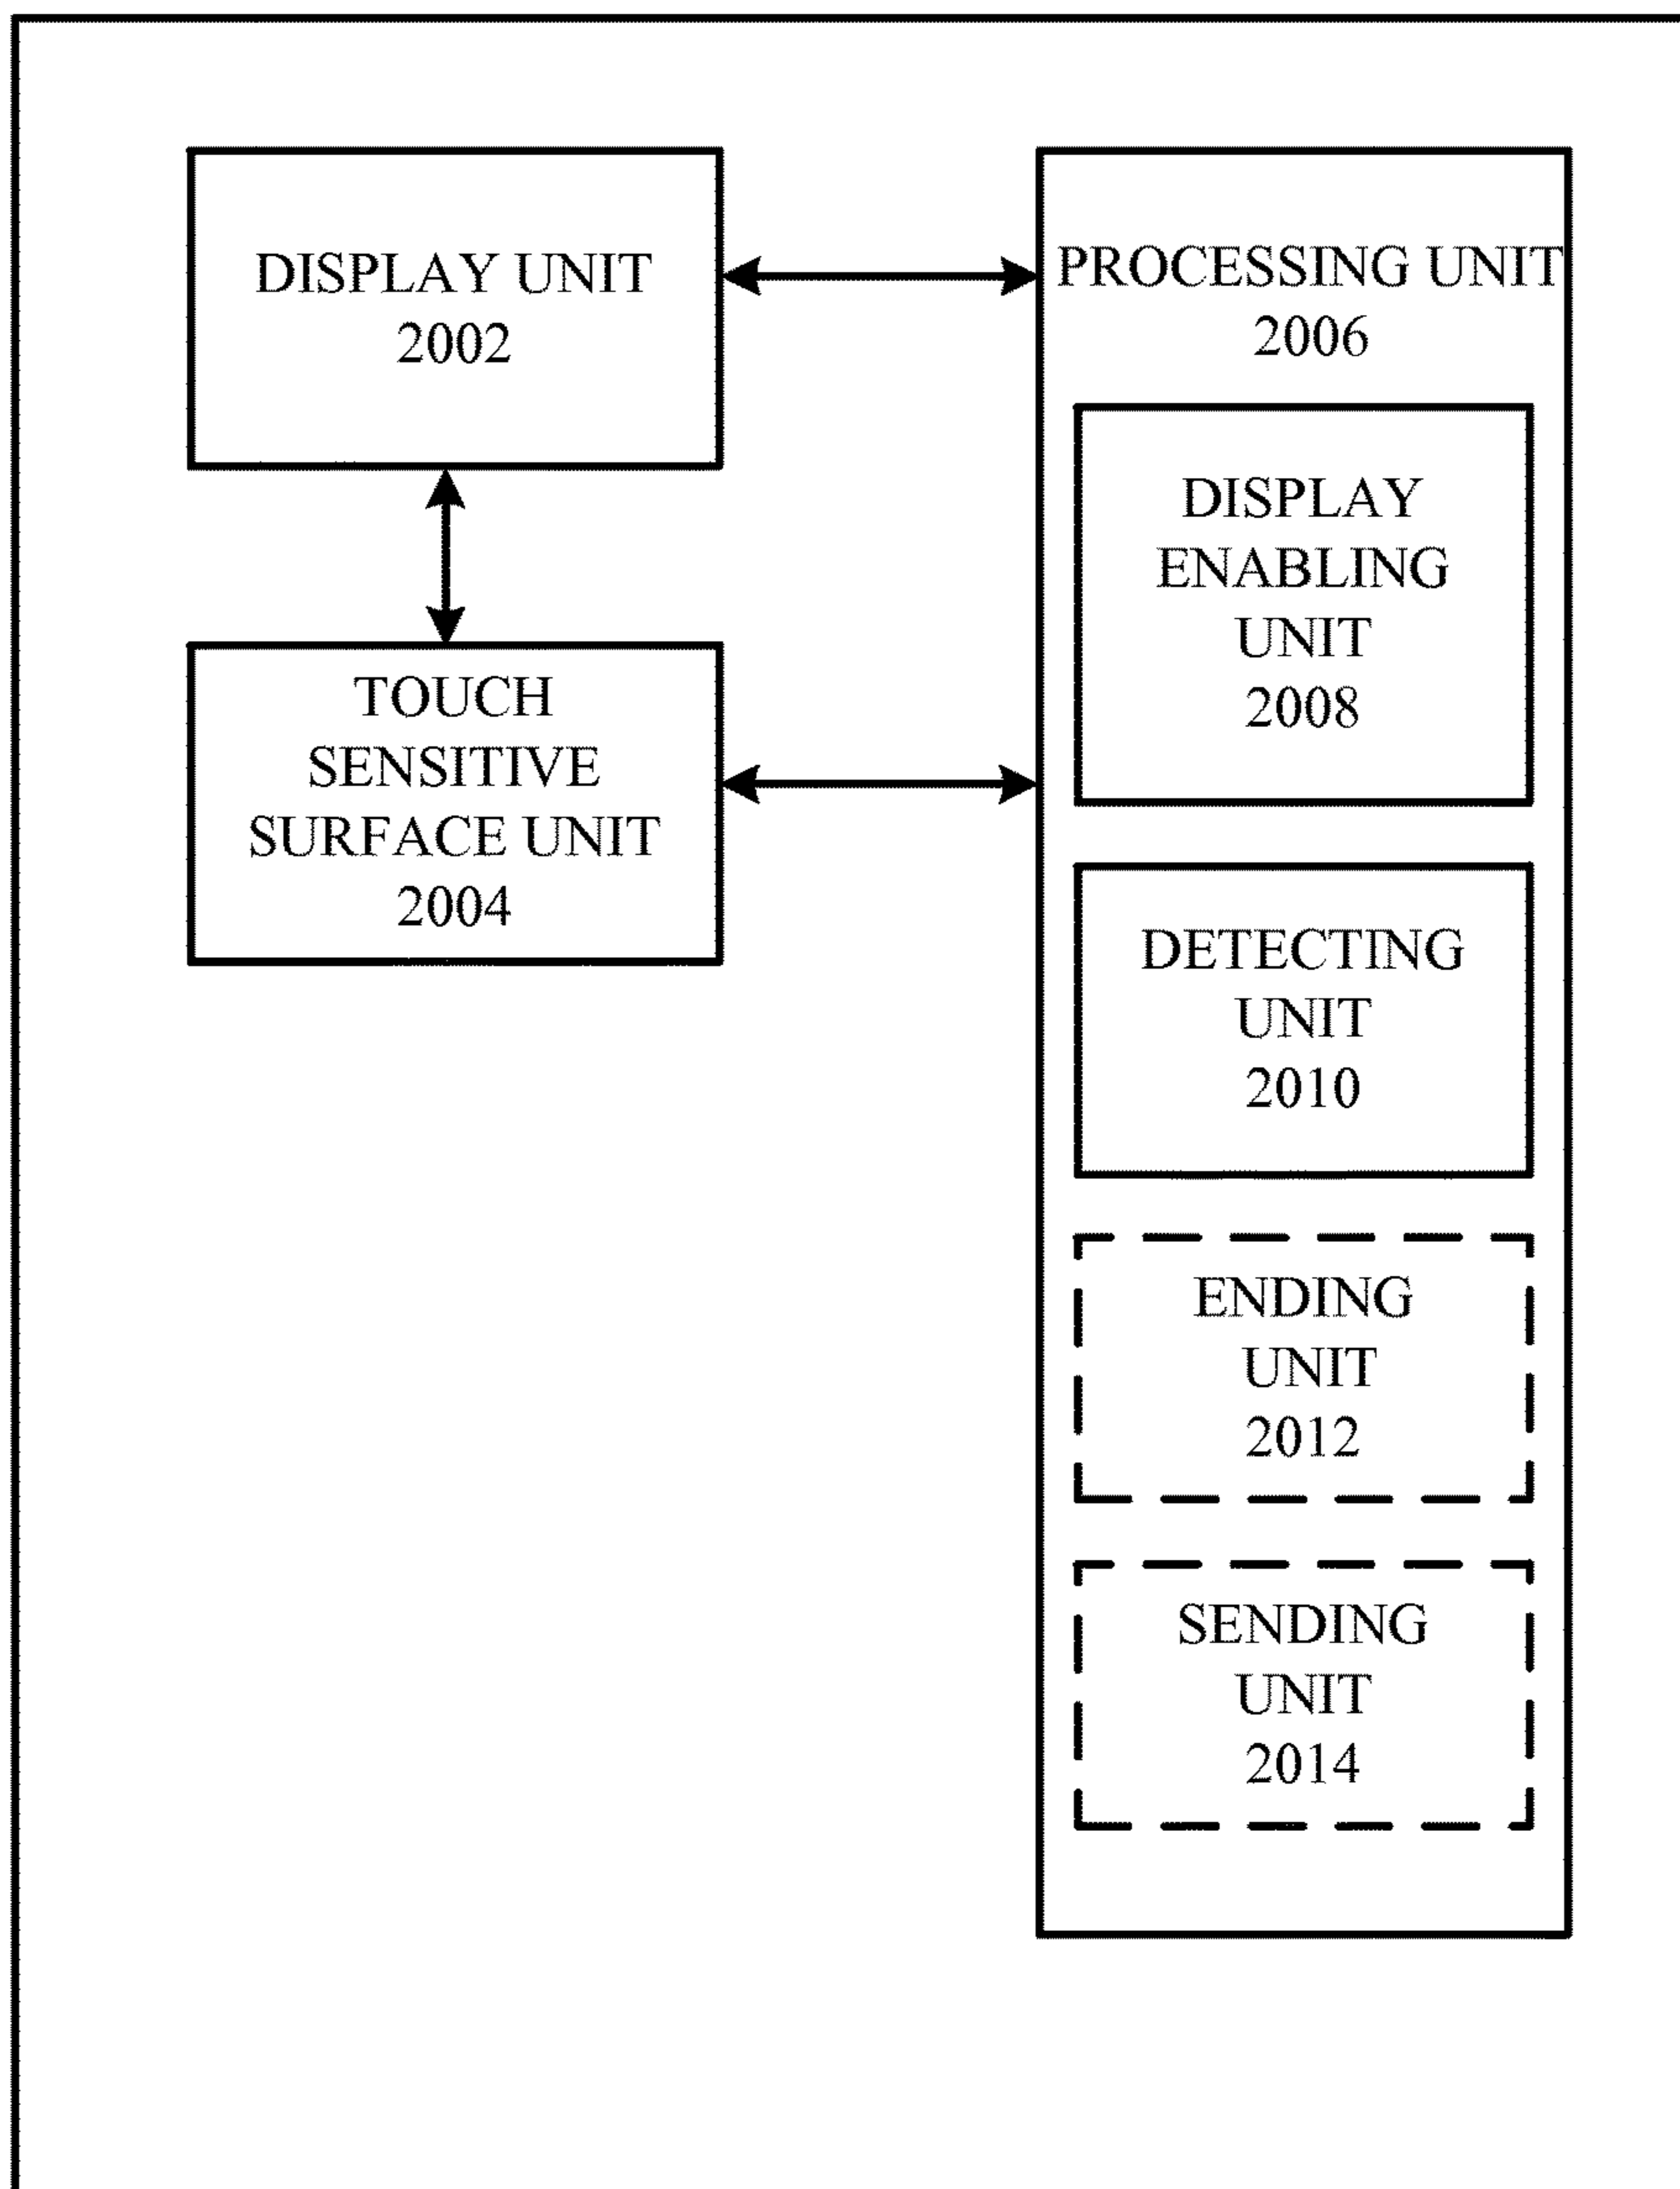 DISPLAY UNIT
2002
TOUCH
SENSITIVE
SURFACE UNIT
2004
PROCESSING UNIT
2006
DISPLAY
ENABLING
UNIT
2008
DETECTING
UNIT
2010
ENDING
UNIT
2012
SENDING
UNIT
2014